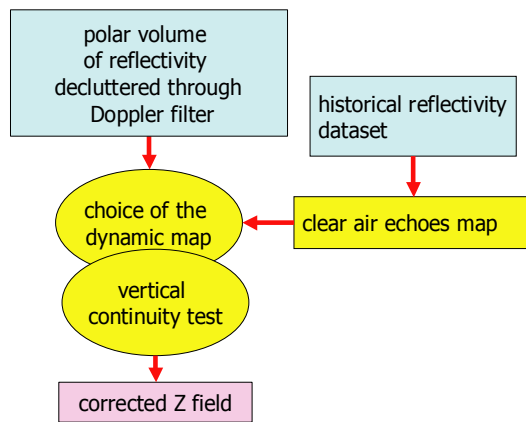 polar volume
of reflectivity
decluttered through
Doppler filter
historical reflectivity
dataset
choice of the
dynamic map
clear air echoes map
vertical
continuity test
corrected Z field